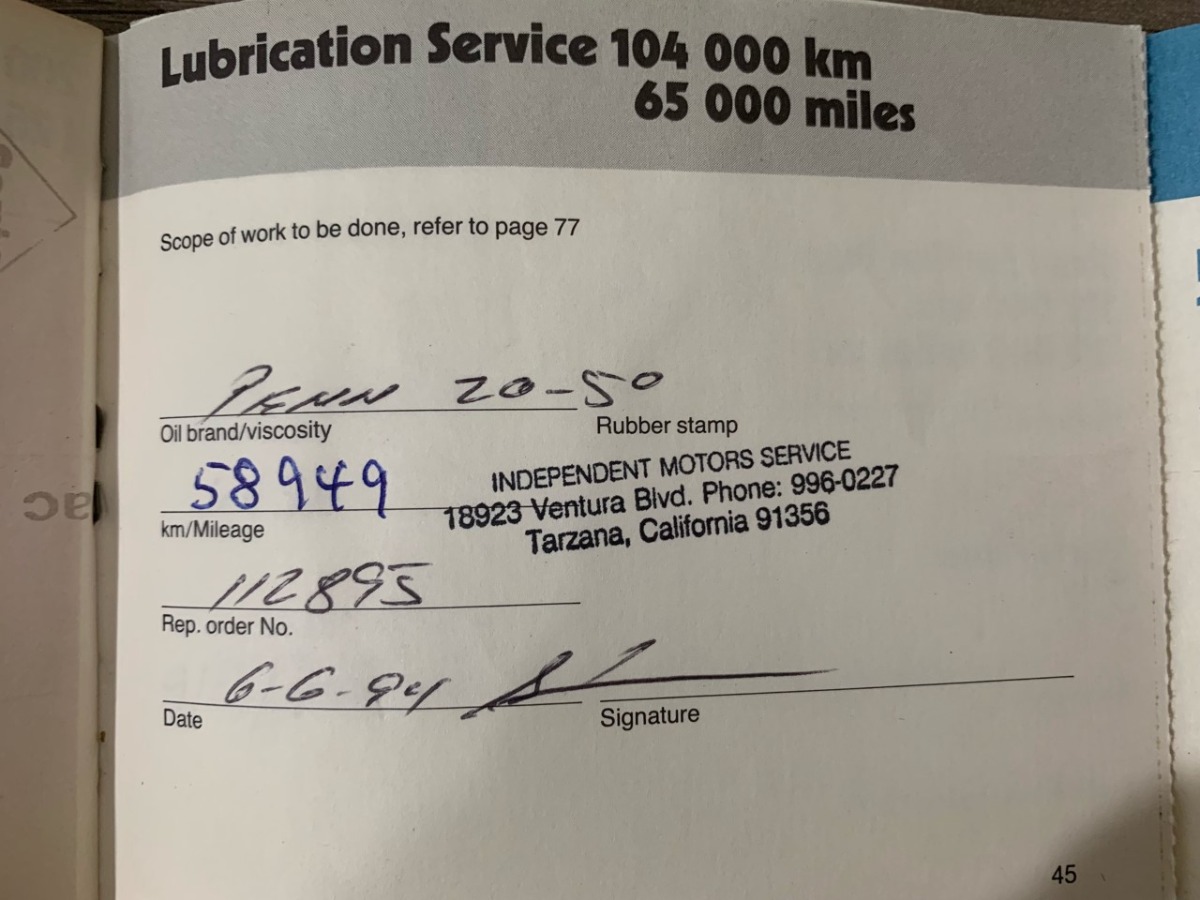 Lubrication Service 104 000 km
65 000 miles
Scope of work to be done, refer to page 77
PENN 20-50
Oil brand/viscosity
Rubber stamp
58949
km/Mileage
INDEPENDENT MOTORS SERVICE
18923 Ventura Blvd. Phone: 996-0227
Tarzana, California 91356
112895
Rep. order No.
6-6-94
Date
Signature
45